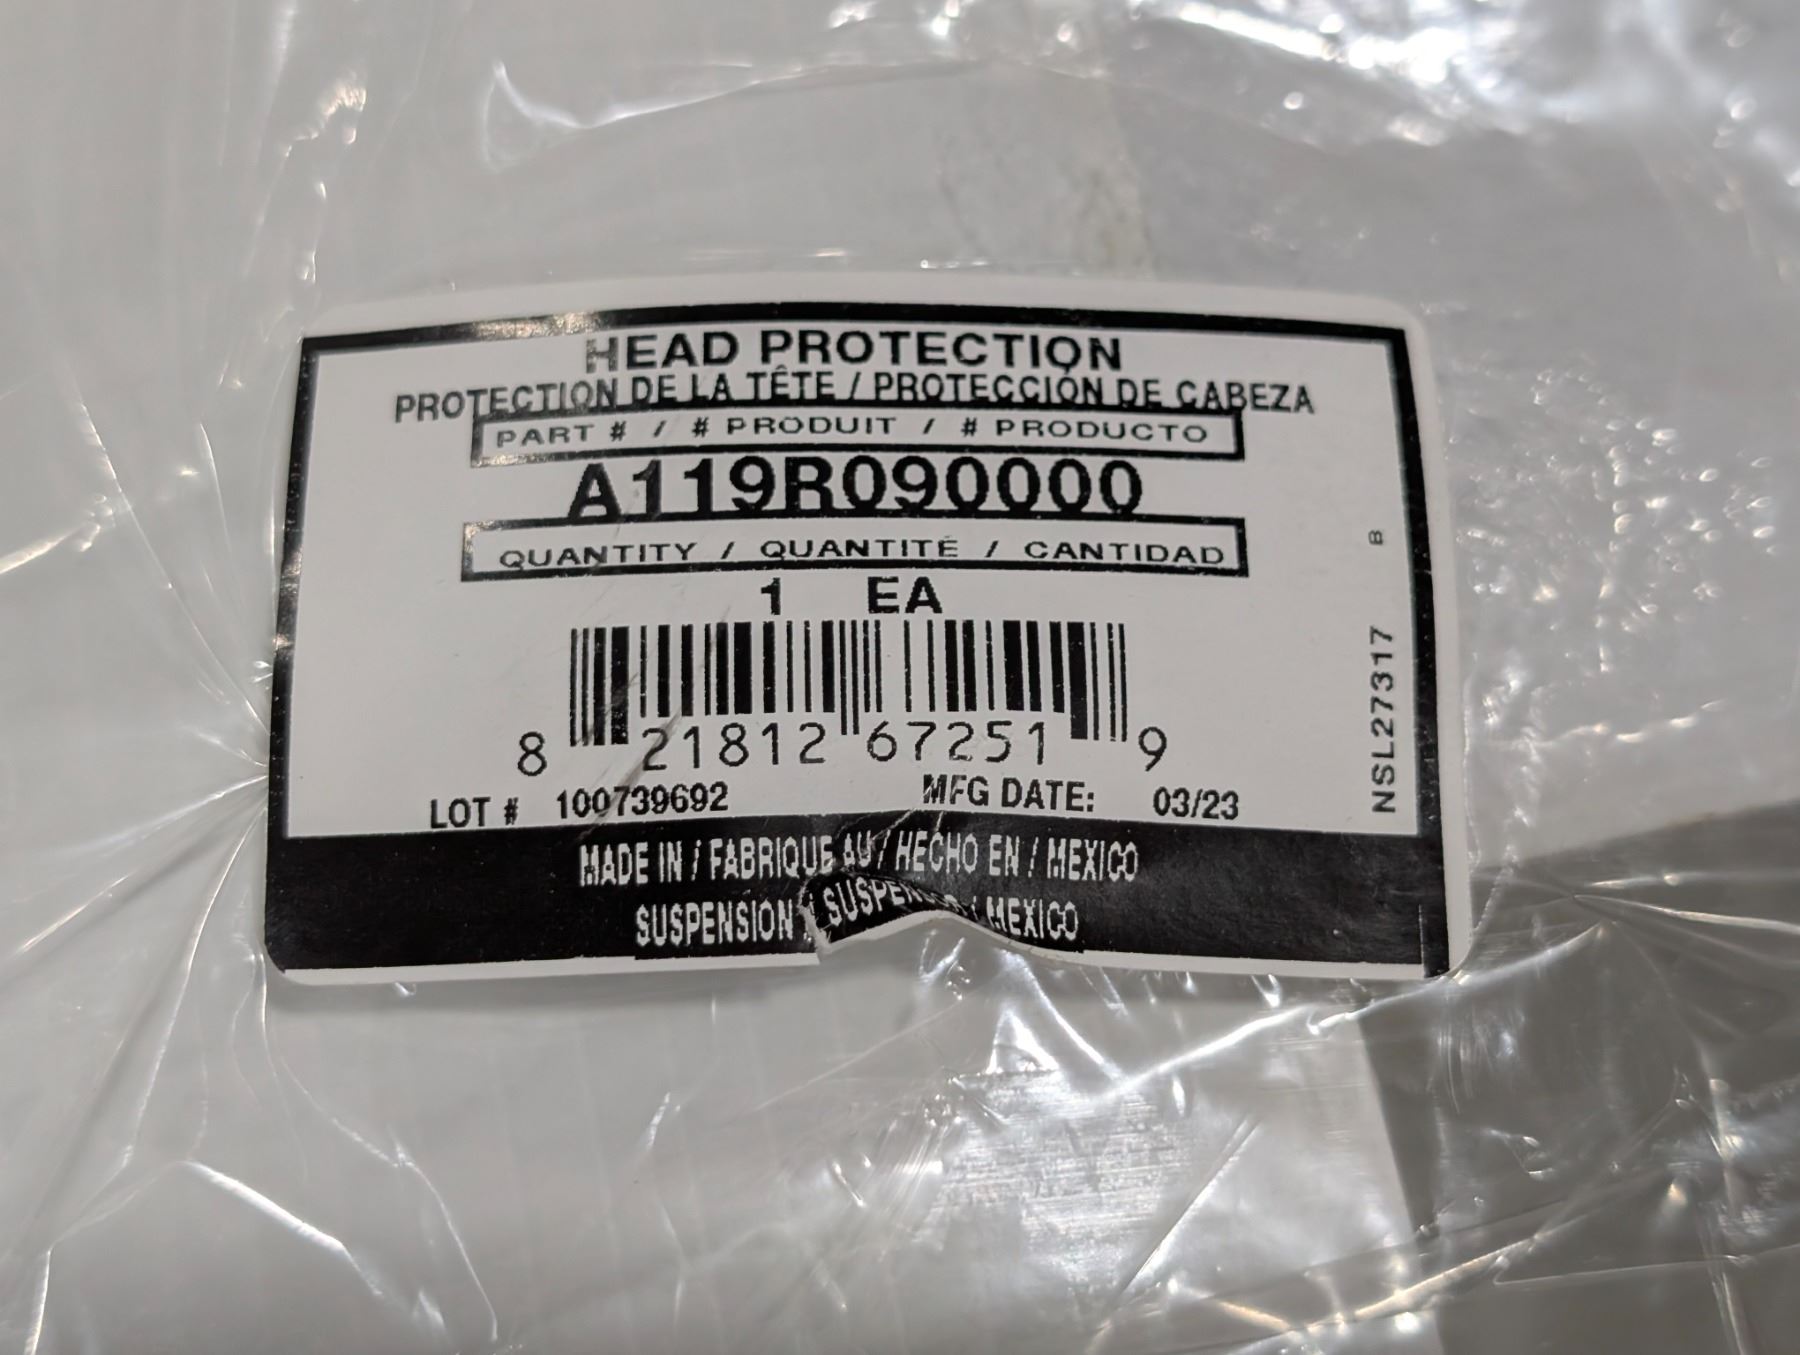 HEAD PROTECTION
PROTECTION DE LA TÊTE / PROTECCIÓN DE CABEZA
PART # / # PRODUIT / # PRODUCTO
A119R090000
QUANTITY / QUANTITÉ / CANTIDAD
1 EA
8 21812 67251 9
LOT # 100739692 MFG DATE: 03/23
MADE IN / FABRIQUE AU / HECHO EN / MEXICO
SUSPENSION / / MEXICO
NSL27317 B